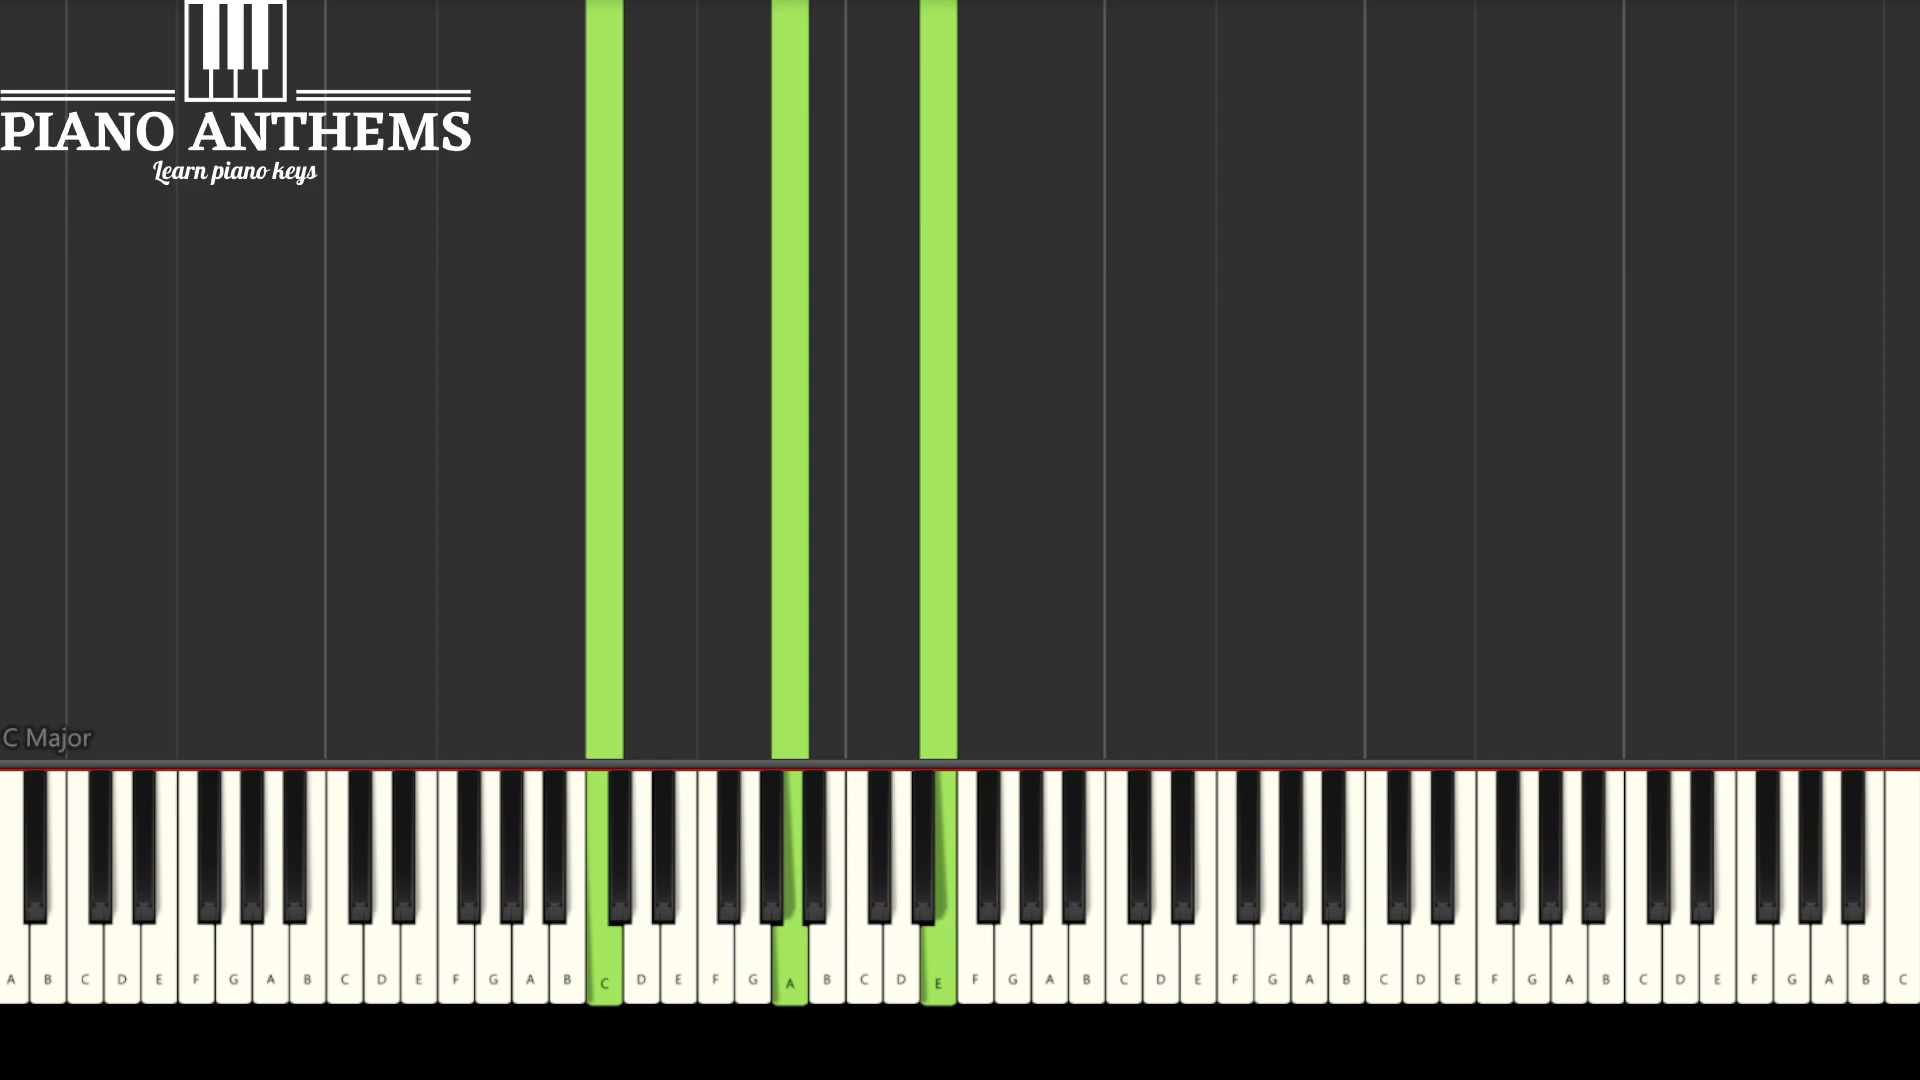 PIANO ANTHEMS
Learn piano keys
C Major
A B C D E F G A B C D E F G A B C D E F G A B C D E F G A B C D E F G A B C D E F G A B C D E F G A B C